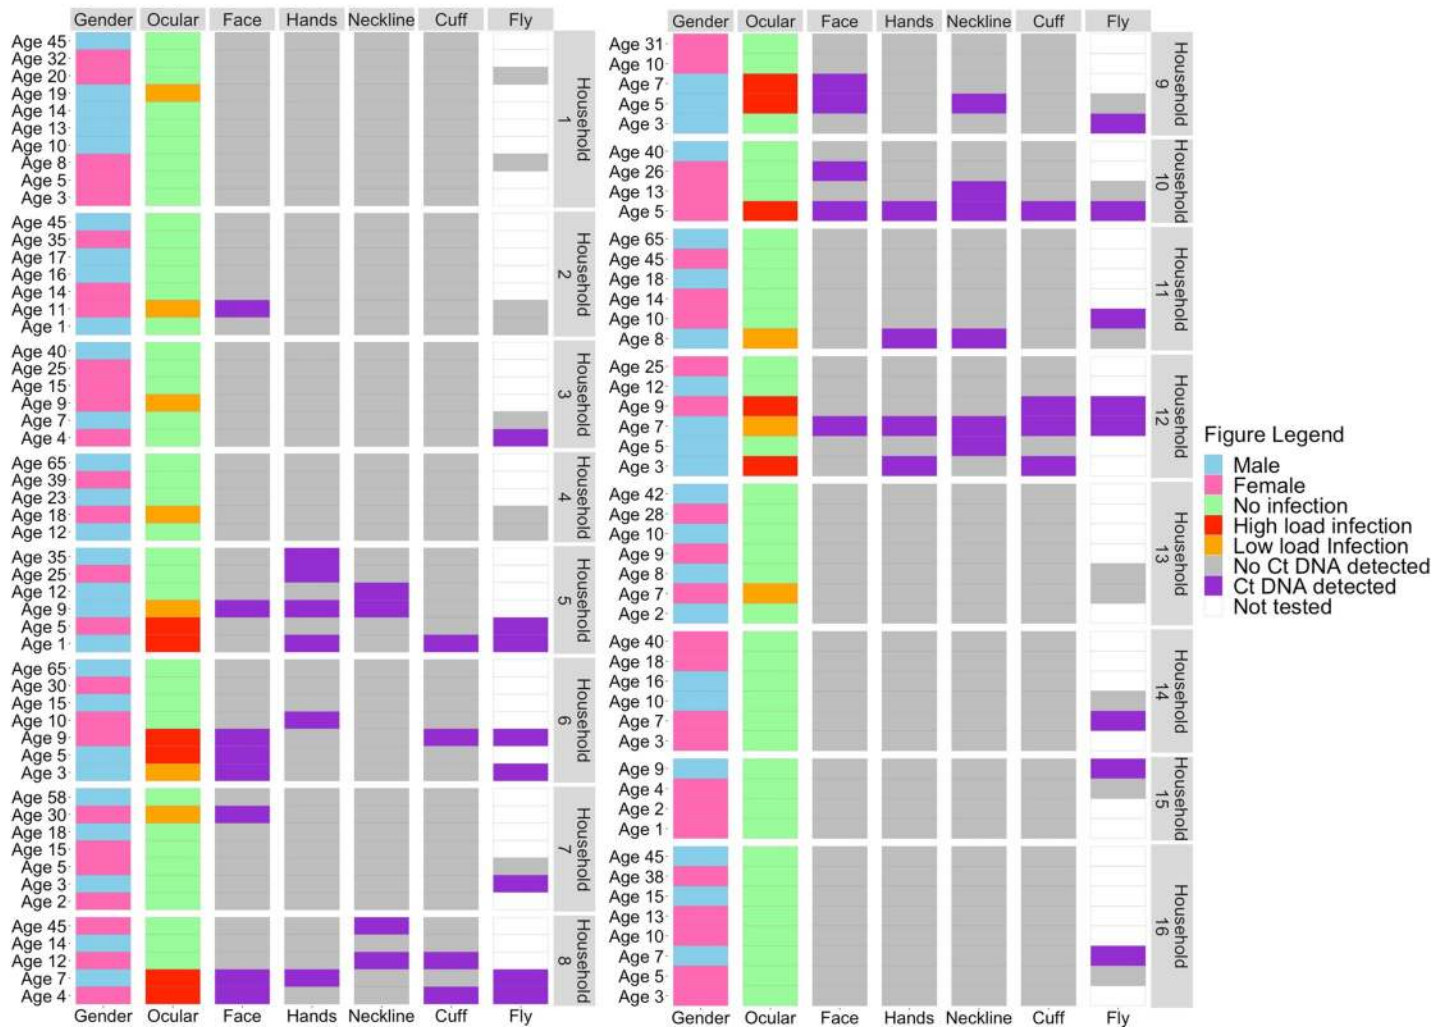 Gender Ocular Face Hands Neckline Cuff Fly
Age 45
Age 32
Age 20
Age 19
Age 14
Age 13
Age 10
Age 8
Age 5
Age 3
Household 1
Age 45
Age 35
Age 17
Age 16
Age 14
Age 11
Age 1
Household 2
Age 40
Age 25
Age 15
Age 9
Age 7
Age 4
Household 3
Age 65
Age 39
Age 23
Age 18
Age 12
Household 4
Age 35
Age 25
Age 12
Age 9
Age 5
Age 1
Household 5
Age 65
Age 30
Age 15
Age 10
Age 9
Age 5
Age 3
Household 6
Age 58
Age 30
Age 18
Age 15
Age 5
Age 3
Age 2
Household 7
Age 45
Age 14
Age 12
Age 7
Age 4
Household 8
Gender Ocular Face Hands Neckline Cuff Fly
Gender Ocular Face Hands Neckline Cuff Fly
Age 31
Age 10
Age 7
Age 5
Age 3
Household 9
Age 40
Age 26
Age 13
Age 5
Household 10
Age 65
Age 45
Age 18
Age 14
Age 10
Age 8
Household 11
Age 25
Age 12
Age 9
Age 7
Age 5
Age 3
Household 12
Age 42
Age 28
Age 10
Age 9
Age 8
Age 7
Age 2
Household 13
Age 40
Age 18
Age 16
Age 10
Age 7
Age 3
Household 14
Age 9
Age 4
Age 2
Age 1
Household 15
Age 45
Age 38
Age 15
Age 13
Age 10
Age 7
Age 5
Age 3
Household 16
Gender Ocular Face Hands Neckline Cuff Fly
Figure Legend
Male
Female
No infection
High load infection
Low load Infection
No Ct DNA detected
Ct DNA detected
Not tested